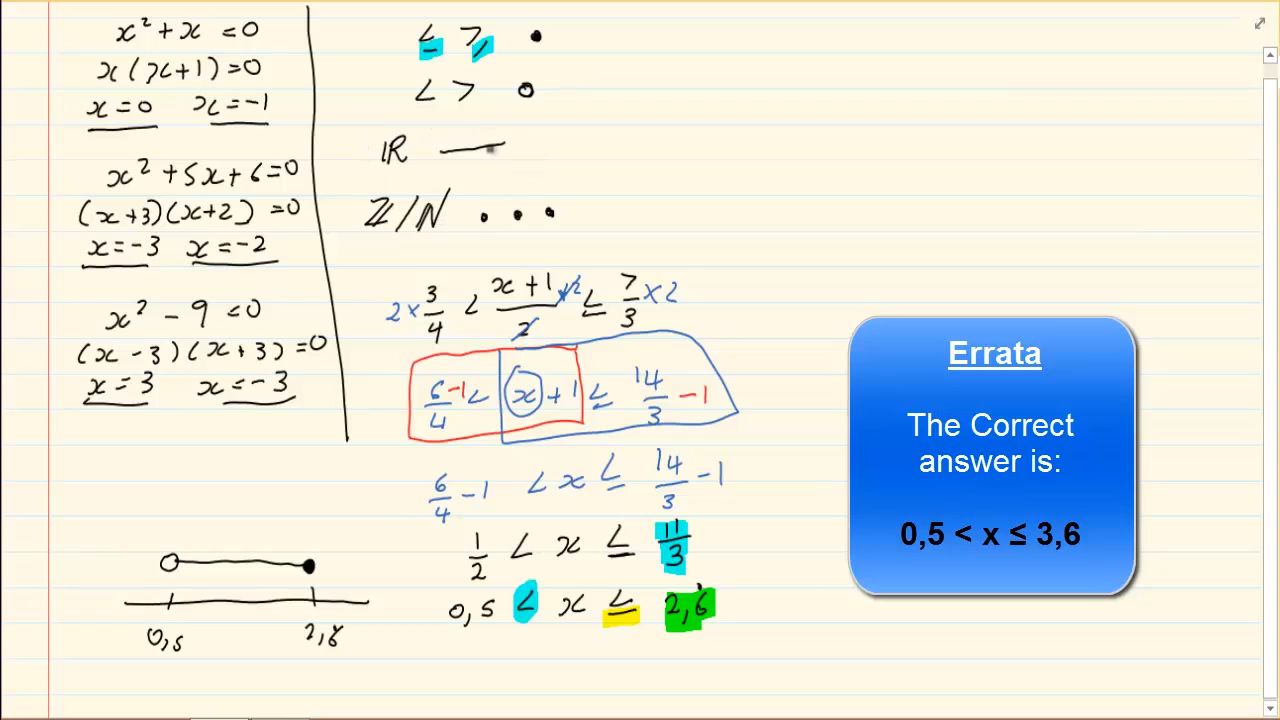 x² + x = 0
x(x+1)=0
x=0 x=-1
x² + 5x + 6=0
(x+3)(x+2)=0
x=-3 x=-2
x² - 9 = 0
(x-3)(x+3)=0
x=3 x=-3
≤ ≥ •
< > o
ℝ —
ℤ/ℕ • • •
2 × 3/4 < (x+1)/2 ×2 ≤ 7/3 × 2
6/4 -1 < x+1 ≤ 14/3 -1
6/4 -1 < x ≤ 14/3 -1
1/2 < x ≤ 11/3
0,5 < x ≤ 2,6̇
0,5
Errata
The Correct
answer is:
0,5 < x ≤ 3,6